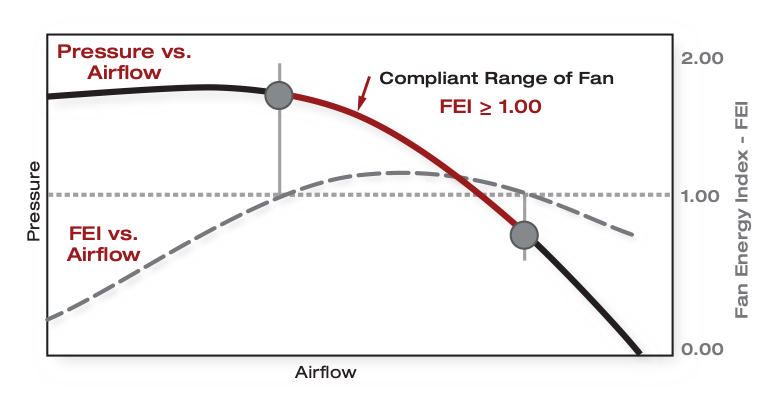 Pressure vs.
Airflow
Compliant Range of Fan
FEI ≥ 1.00
FEI vs.
Airflow
Pressure
Airflow
2.00
1.00
0.00
Fan Energy Index - FEI